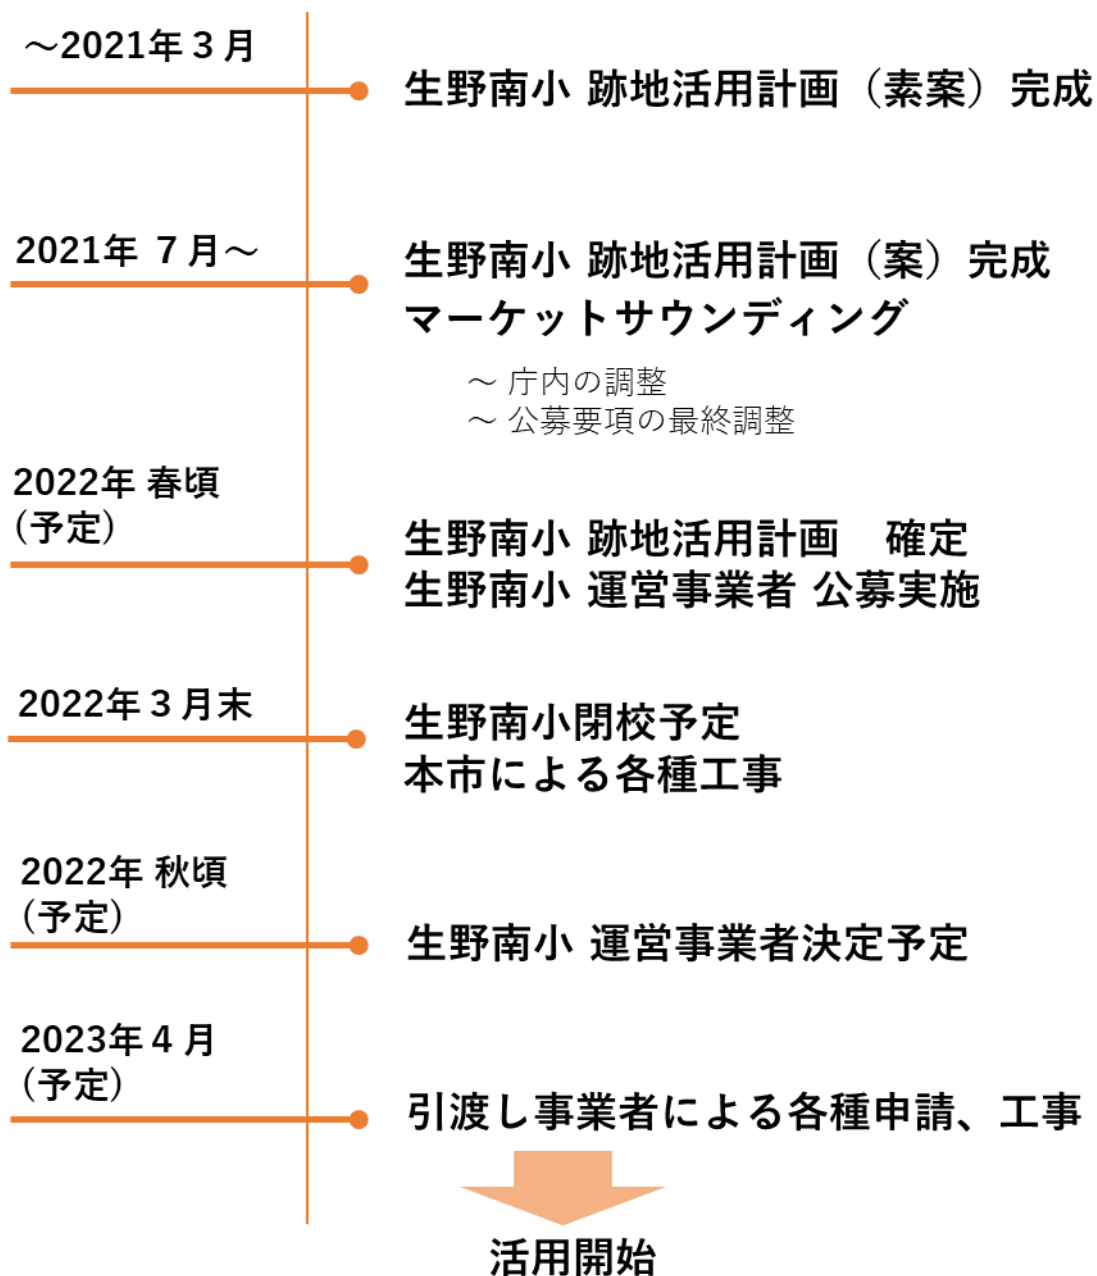 ～2021年３月
生野南小 跡地活用計画（素案）完成
2021年 ７月～
生野南小 跡地活用計画（案）完成
マーケットサウンディング
～ 庁内の調整
～ 公募要項の最終調整
2022年 春頃
(予定)
生野南小 跡地活用計画　確定
生野南小 運営事業者 公募実施
2022年３月末
生野南小閉校予定
本市による各種工事
2022年 秋頃
(予定)
生野南小 運営事業者決定予定
2023年４月
(予定)
引渡し事業者による各種申請、工事
活用開始